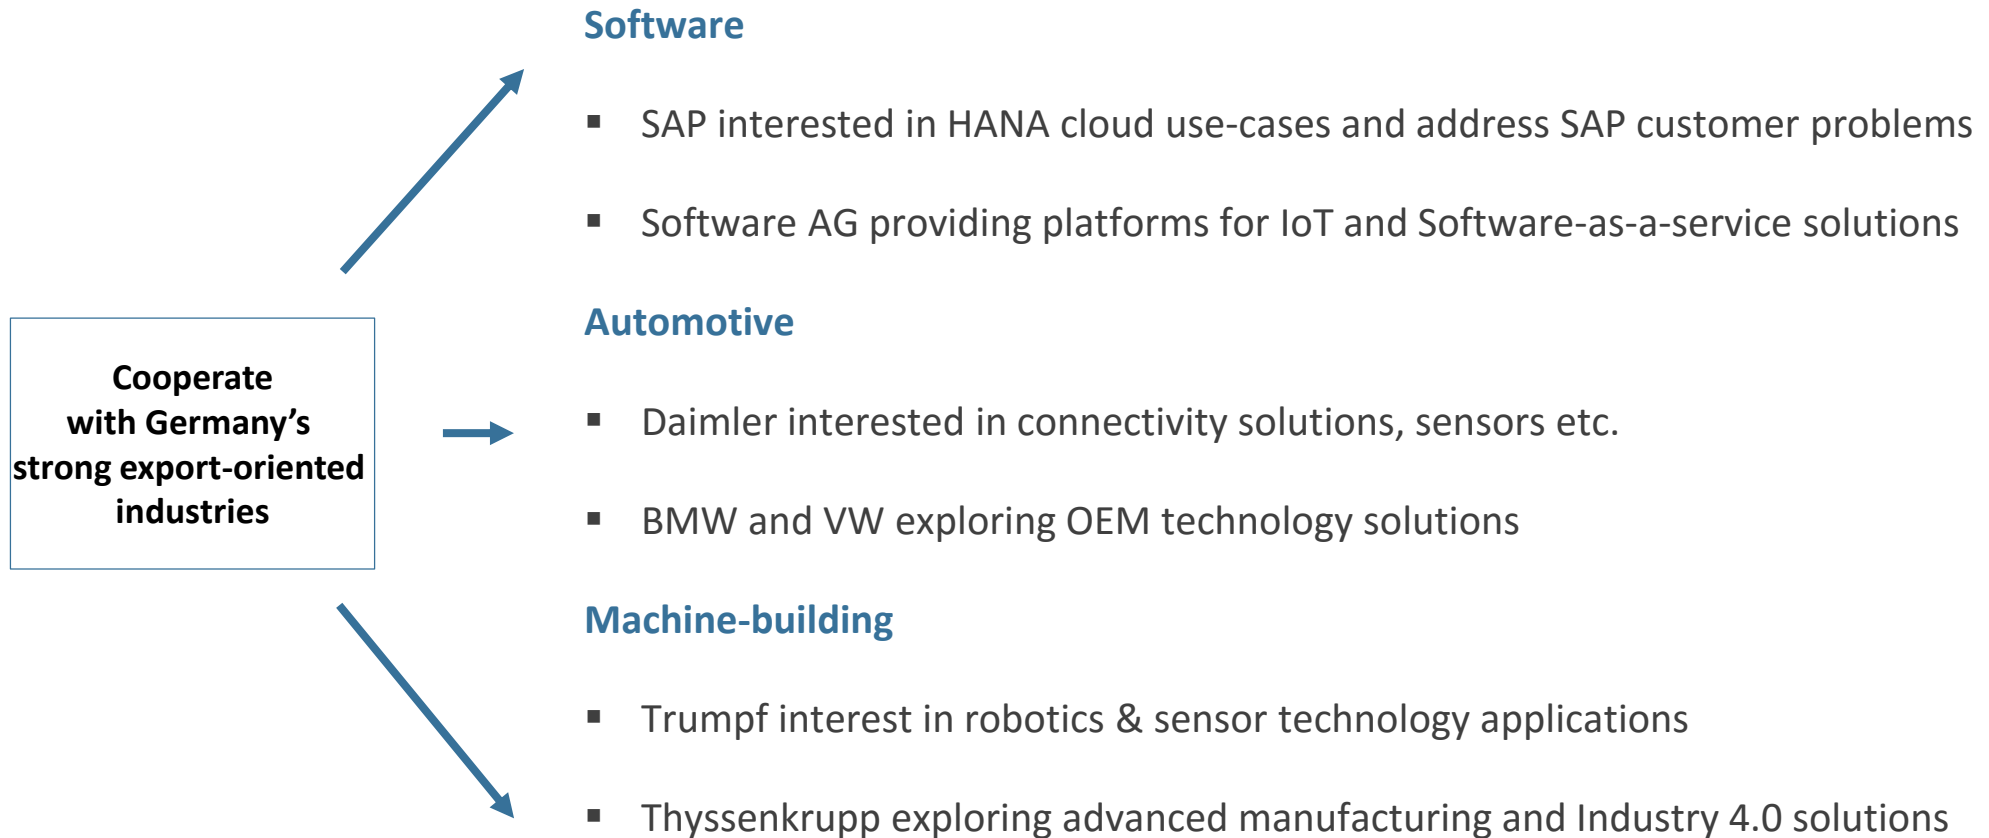 Software
▪ SAP interested in HANA cloud use-cases and address SAP customer problems
▪ Software AG providing platforms for IoT and Software-as-a-service solutions
Cooperate
with Germany’s
strong export-oriented
industries
Automotive
▪ Daimler interested in connectivity solutions, sensors etc.
▪ BMW and VW exploring OEM technology solutions
Machine-building
▪ Trumpf interest in robotics & sensor technology applications
▪ Thyssenkrupp exploring advanced manufacturing and Industry 4.0 solutions